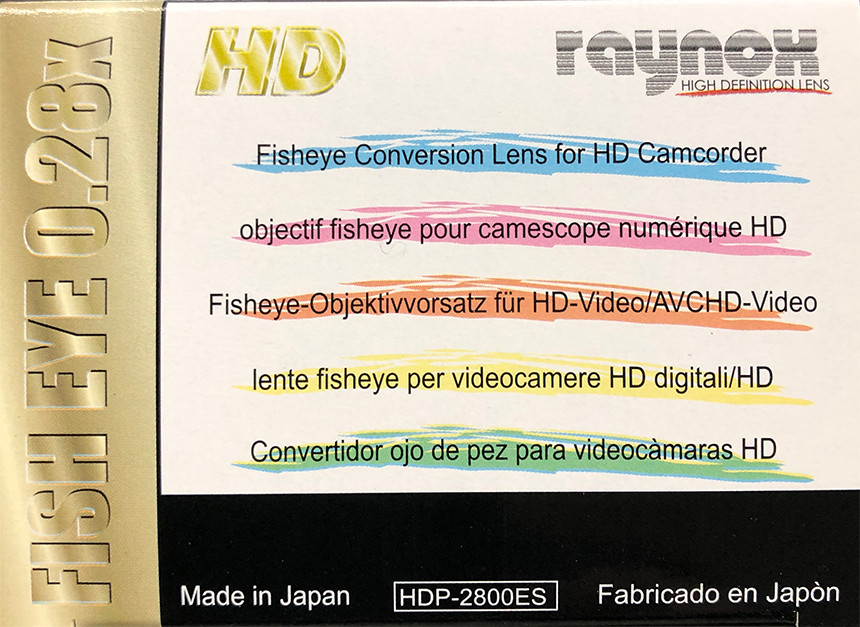 FISH EYE 0.28x
HD
raynox
HIGH DEFINITION LENS
Fisheye Conversion Lens for HD Camcorder
objectif fisheye pour camescope numérique HD
Fisheye-Objektivvorsatz für HD-Video/AVCHD-Video
lente fisheye per videocamere HD digitali/HD
Convertidor ojo de pez para videocàmaras HD
Made in Japan
HDP-2800ES
Fabricado en Japòn